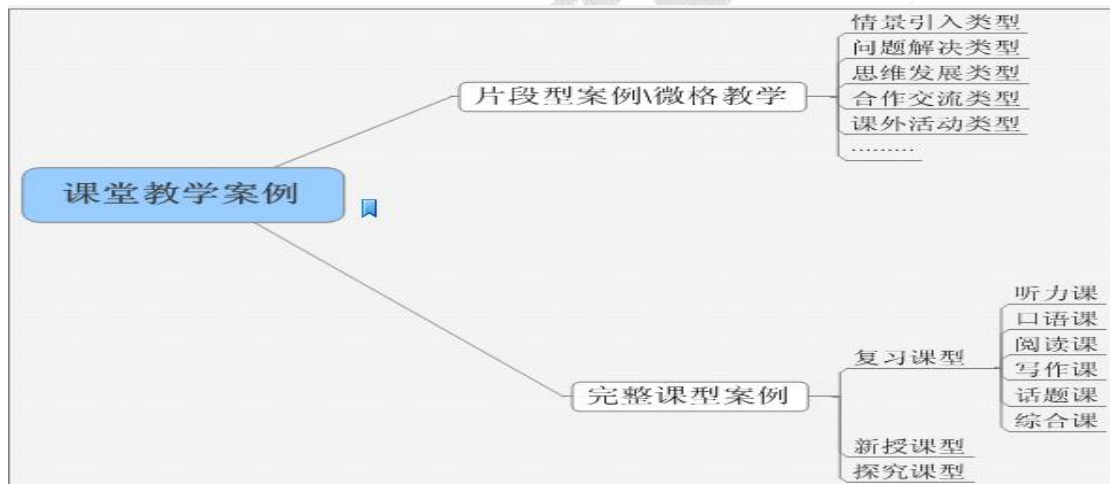 情景引入类型
问题解决类型
思维发展类型
片段型案例\微格教学
合作交流类型
课外活动类型
.........
课堂教学案例
听力课
口语课
阅读课
复习课型
写作课
完整课型案例
话题课
综合课
新授课型
探究课型